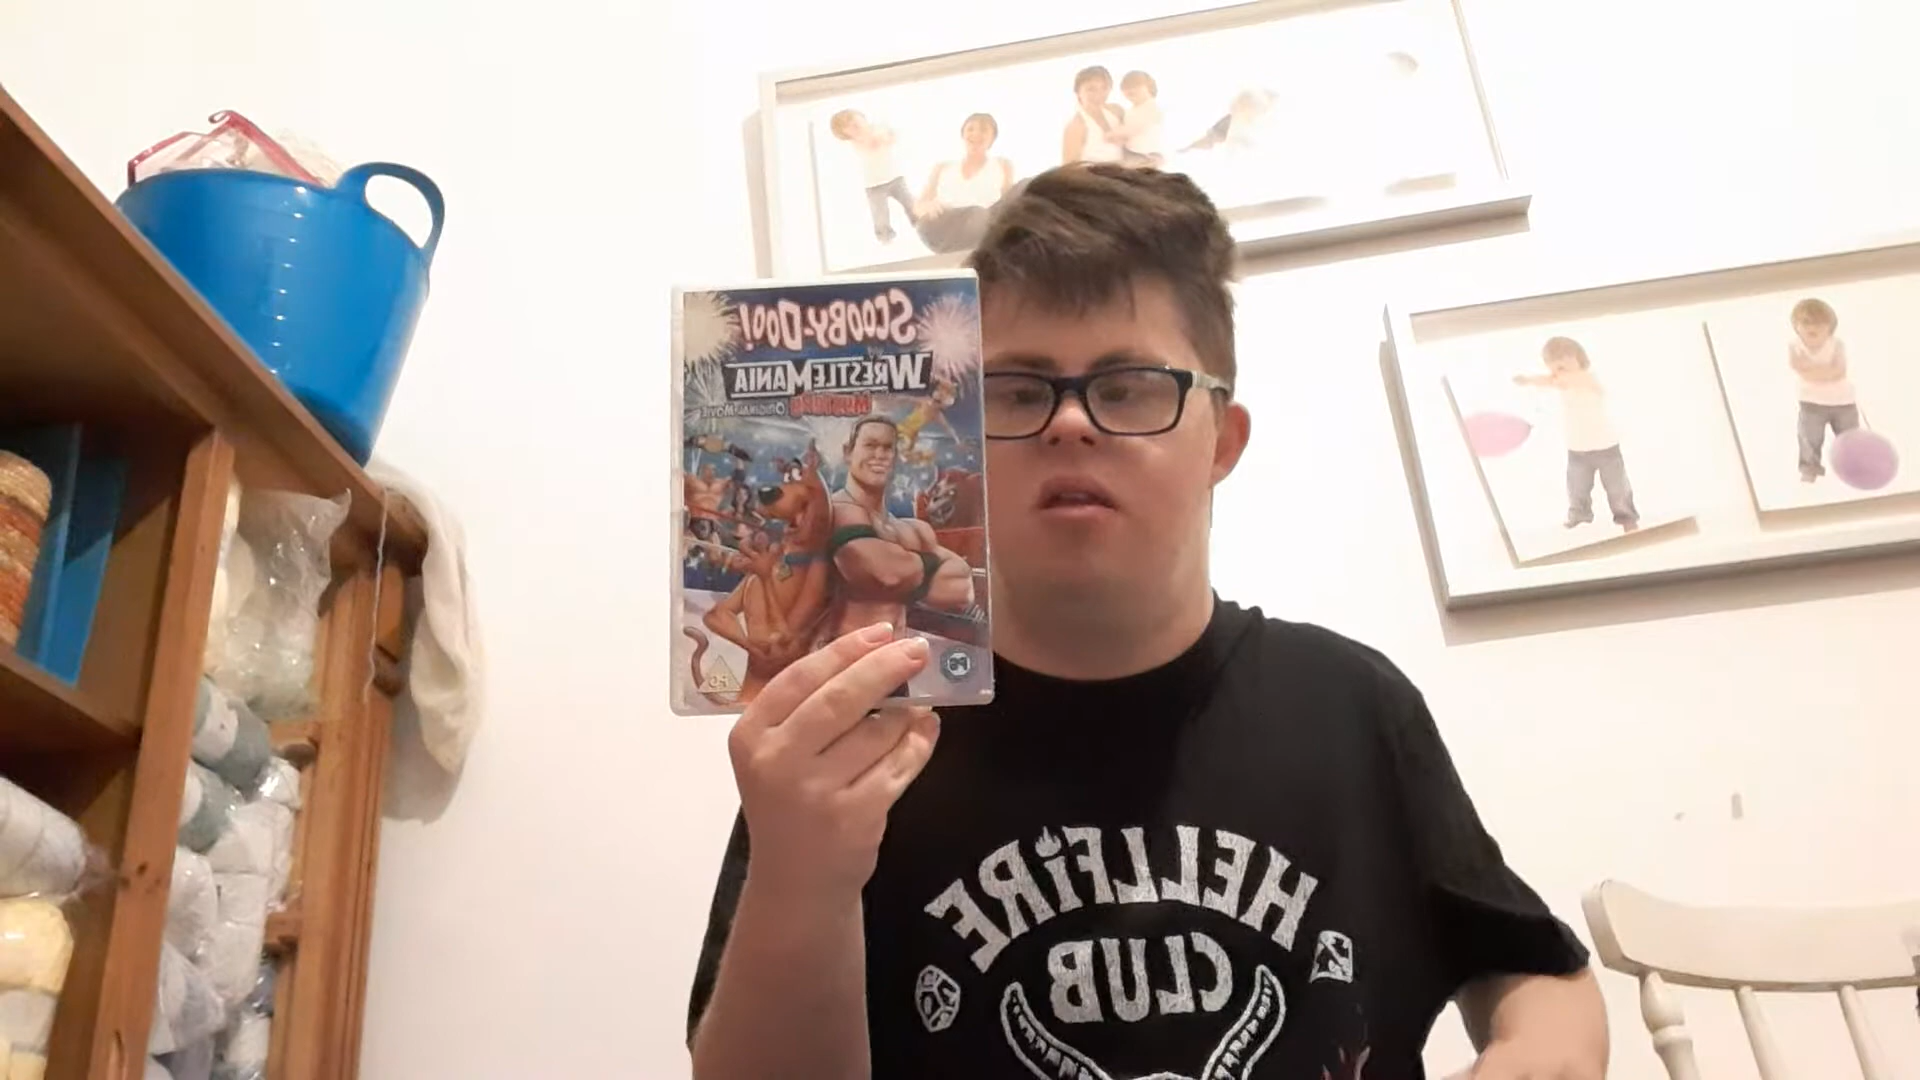 SCOOBY-DOO!
WRESTLEMANIA
MYSTERY
ORIGINAL MOVIE
PG
HELLFIRE
CLUB